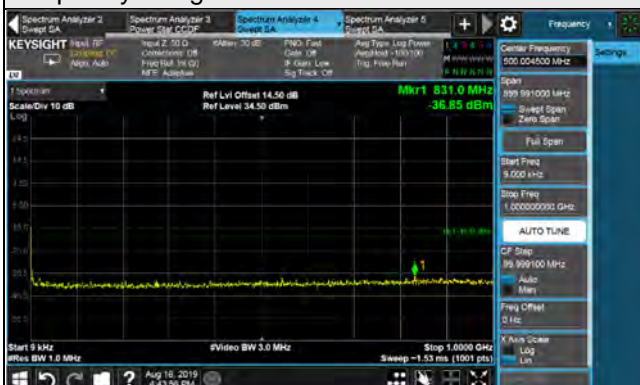 Spectrum Analyzer 2
Swept SA
Spectrum Analyzer 3
Power Stat CCDF
Spectrum Analyzer 4
Swept SA
Spectrum Analyzer 5
Swept SA
Frequency
KEYSIGHT Input: RF
Coupling: DC
Align: Auto
Input Z: 50 Ω
Corrections: Off
Freq Ref: Int (S)
NFE: Adaptive
#Atten: 30 dB
PNO: Fast
Gate: Off
IF Gain: Low
Sig Track: Off
Avg Type: Log-Power
Avg|Hold: >100/100
Trig: Free Run
1 Spectrum
Scale/Div 10 dB
Log
Ref Lvl Offset 14.50 dB
Ref Level 34.50 dBm
Mkr1 831.0 MHz
-36.85 dBm
1
Start 9 kHz
#Res BW 1.0 MHz
#Video BW 3.0 MHz
Stop 1.0000 GHz
Sweep ~1.53 ms (1001 pts)
Center Frequency
500.004500 MHz
Settings
Span
999.991000 MHz
Swept Span
Zero Span
Full Span
Start Freq
9.000 kHz
Stop Freq
1.000000000 GHz
AUTO TUNE
CF Step
99.999100 MHz
Auto
Man
Freq Offset
0 Hz
X Axis Scale
Log
Lin
Aug 16, 2019
4:43:56 PM